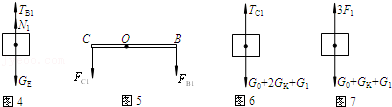 T_B1
N_1
G_E
图4
C O B
F_C1
F_B1
图5
T_C1
G_0+2G_K+G_1
图6
3F_1
G_0+G_K+G_1
图7